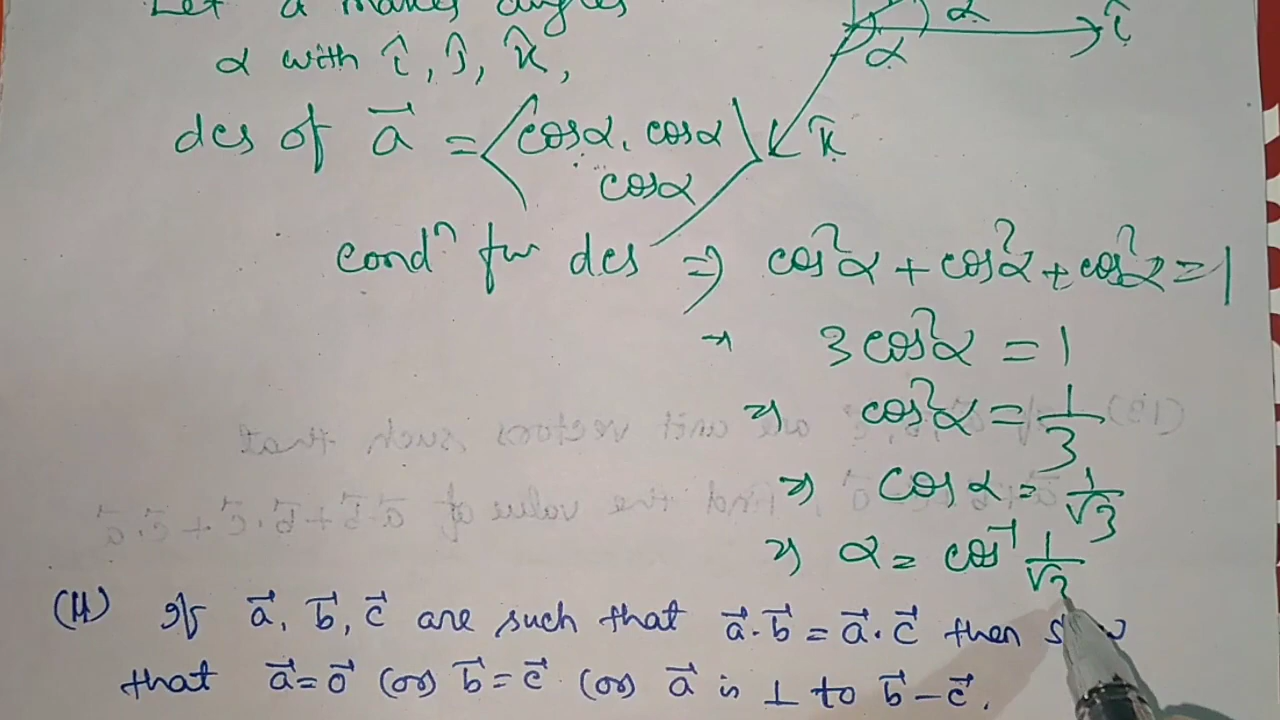 Let a makes angles
α with î, ĵ, k̂,
α
î
α
k̂
dcs of a⃗ = ⟨cosα, cosα
cosα⟩
condⁿ for dcs ⇒ cos²α + cos²α + cos²α = 1
→ 3cos²α = 1
⇒ cos²α = 1/3
⇒ cosα = 1/√3
⇒ α = cos⁻¹ 1/√3
(11) If a⃗, b⃗, c⃗ are such that a⃗.b⃗ = a⃗.c⃗ then
that a⃗=0⃗ (or) b⃗=c⃗ (or) a⃗ is ⊥ to b⃗-c⃗.